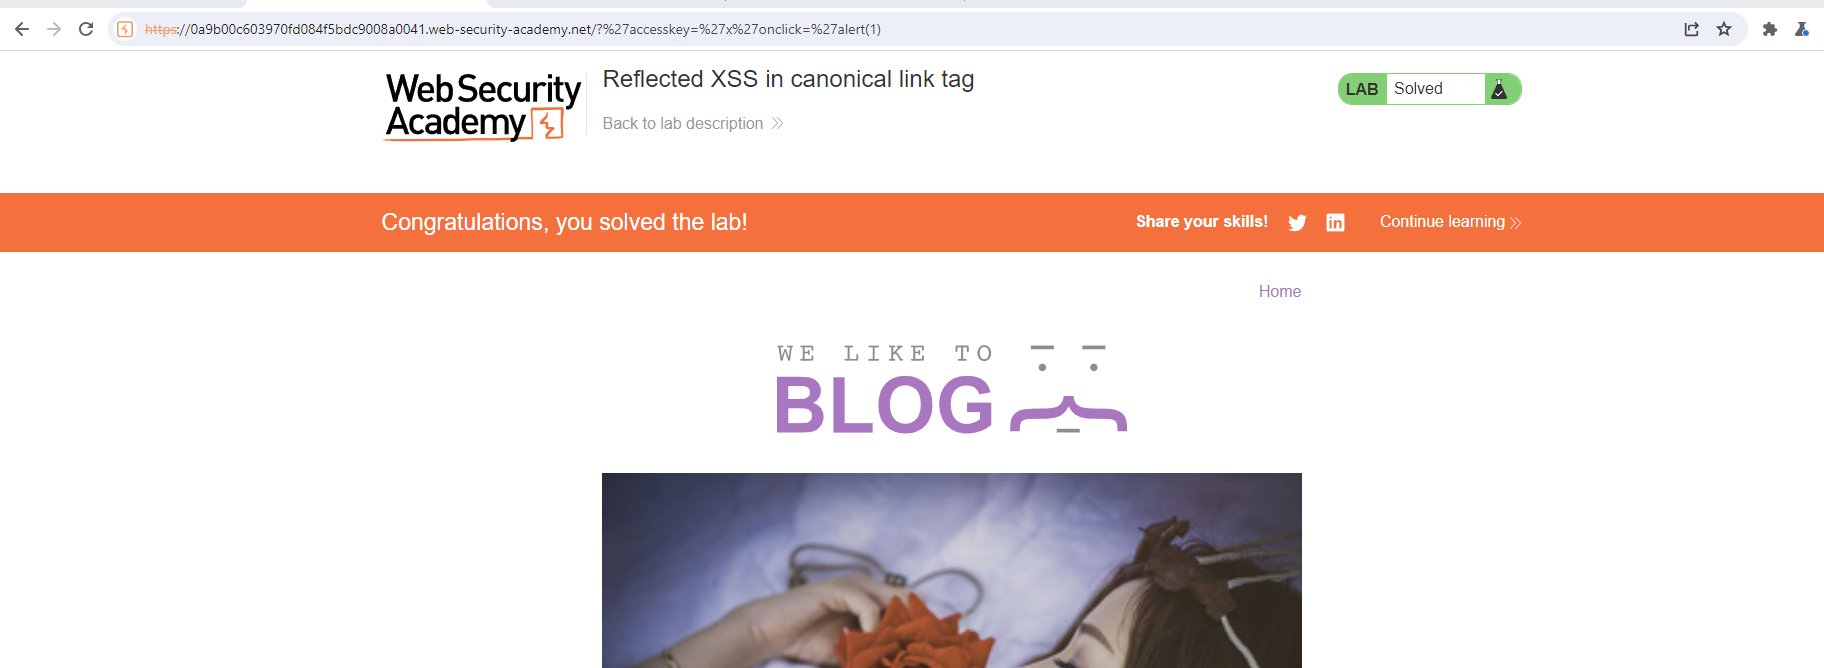 https://0a9b00c603970fd084f5bdc9008a0041.web-security-academy.net/?%27accesskey=%27x%27onclick=%27alert(1)
Web Security
Academy
Reflected XSS in canonical link tag
Back to lab description
LAB Solved
Congratulations, you solved the lab!
Share your skills!
Continue learning
Home
WE LIKE TO
BLOG